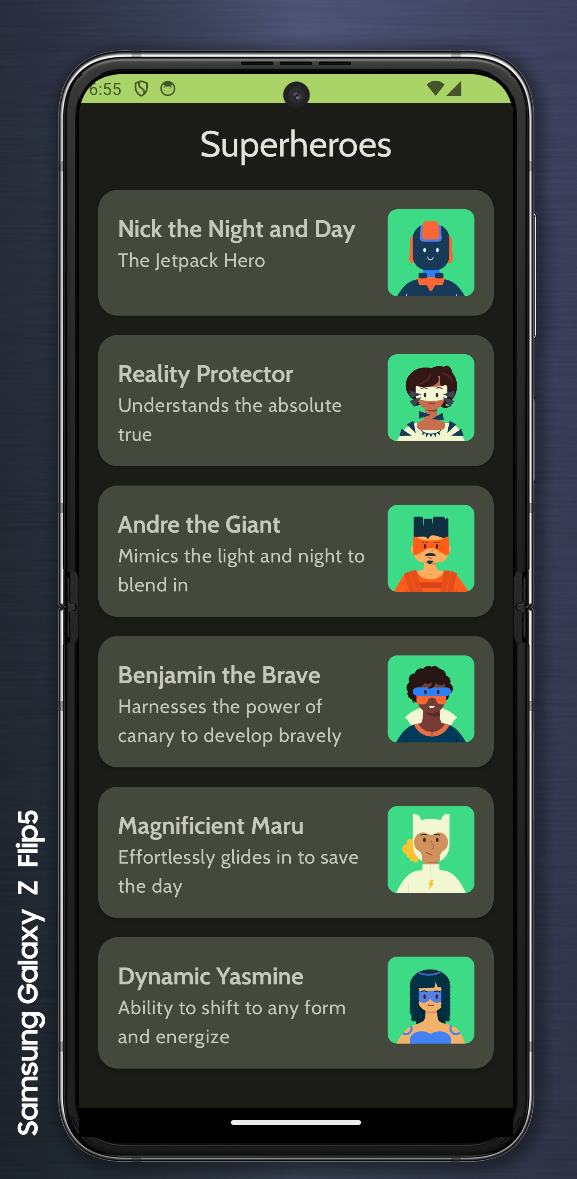 6:55
Superheroes
Nick the Night and Day
The Jetpack Hero
Reality Protector
Understands the absolute
true
Andre the Giant
Mimics the light and night to
blend in
Benjamin the Brave
Harnesses the power of
canary to develop bravely
Magnificient Maru
Effortlessly glides in to save
the day
Dynamic Yasmine
Ability to shift to any form
and energize
Samsung Galaxy Z Flip5